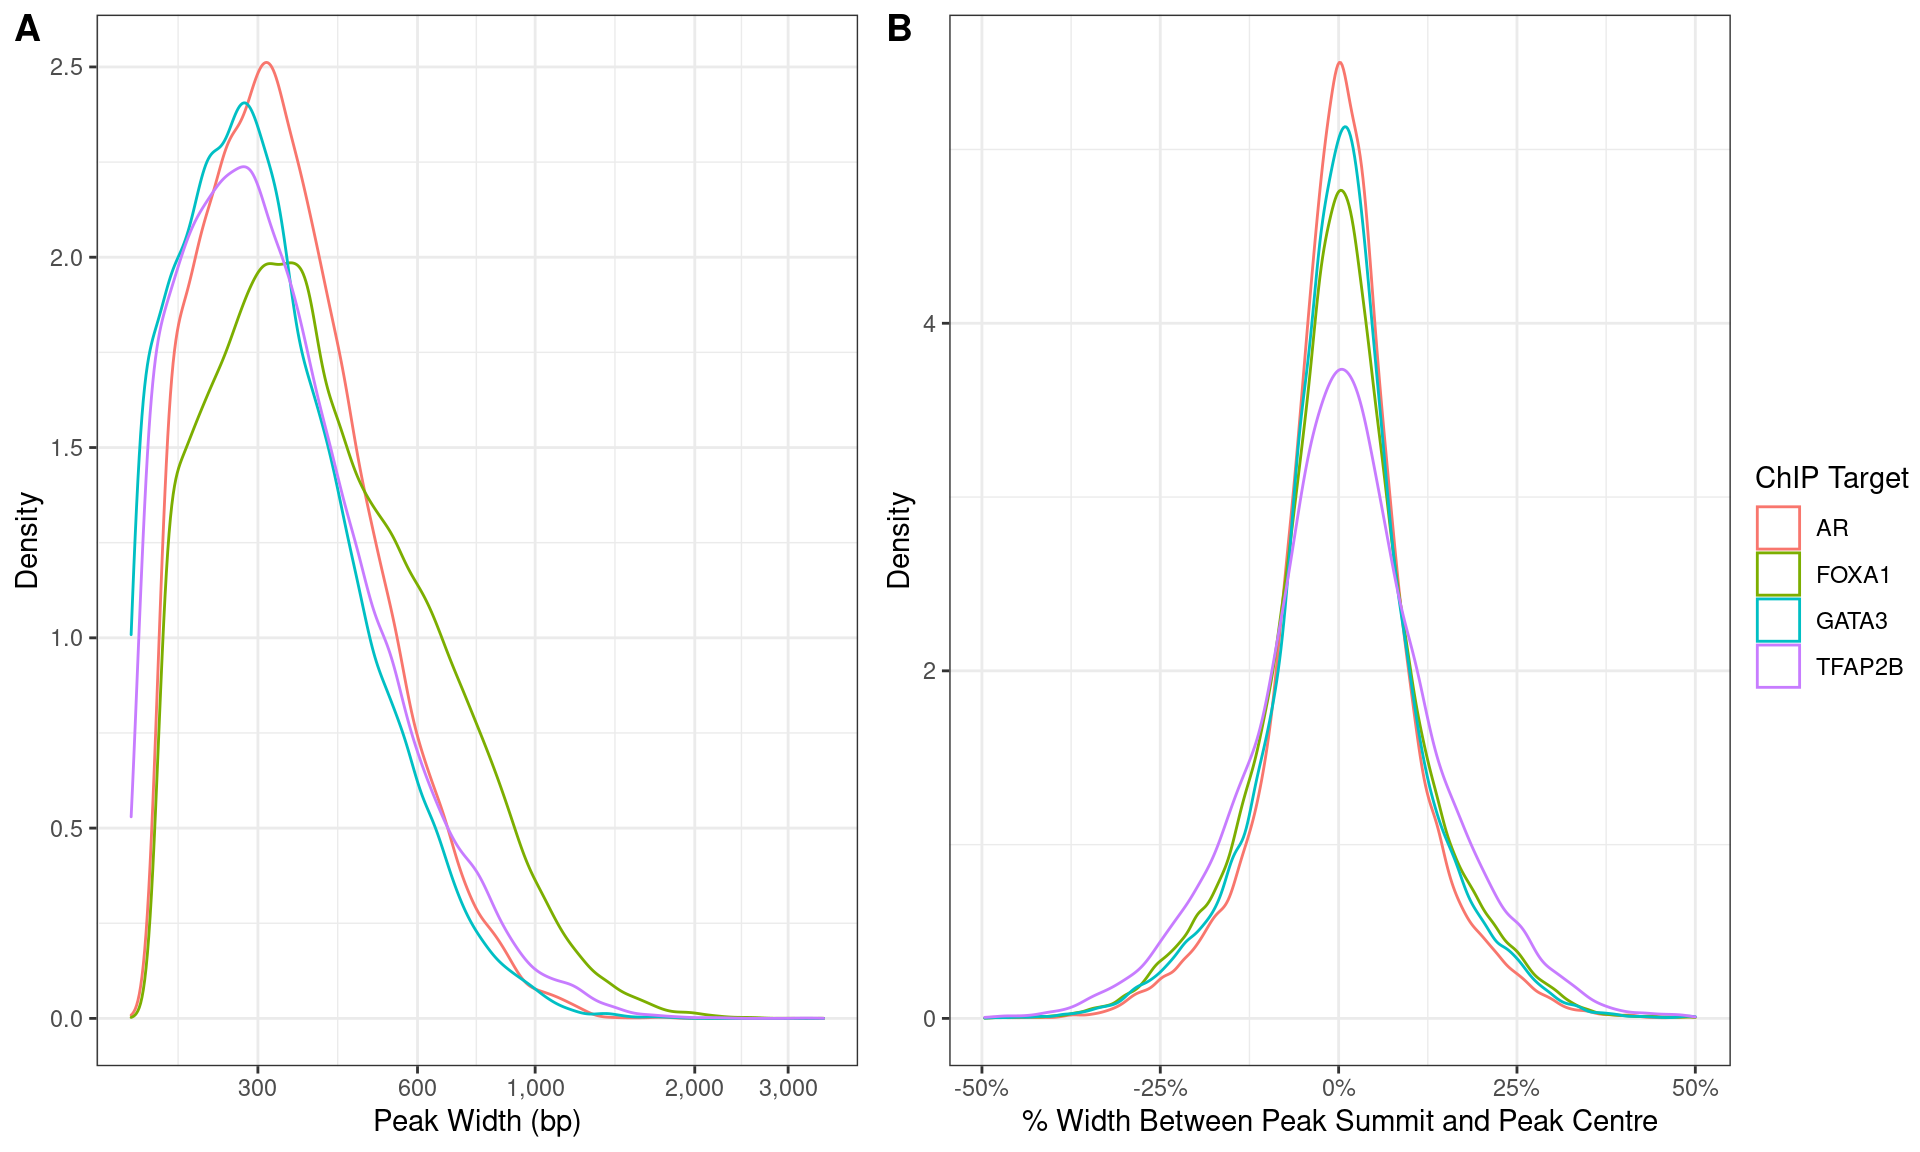 A
B
2.5
2.0
1.5
1.0
0.5
0.0
Density
300
600
1,000
2,000
3,000
Peak Width (bp)
4
2
0
Density
-50%
-25%
0%
25%
50%
% Width Between Peak Summit and Peak Centre
ChIP Target
AR
FOXA1
GATA3
TFAP2B